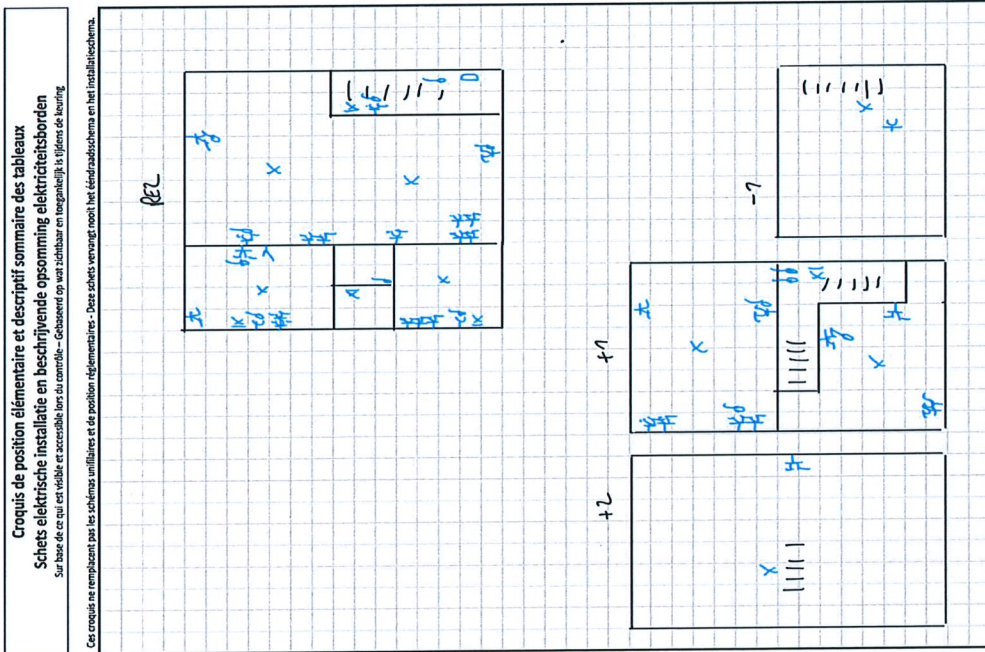 Croquis de position élémentaire et descriptif sommaire des tableaux
Schets elektrische installatie en beschrijvende opsomming elektriciteitsborden
Sur base de ce qui est visible et accessible lors du contrôle – Gebaseerd op wat zichtbaar en toegankelijk is tijdens de keuring
Ces croquis ne remplacent pas les schémas unifilaires et de position réglementaires - Deze schets vervangt nooit het ééndraadsschema en het installatieschema.
REZ
-1
+1
+2